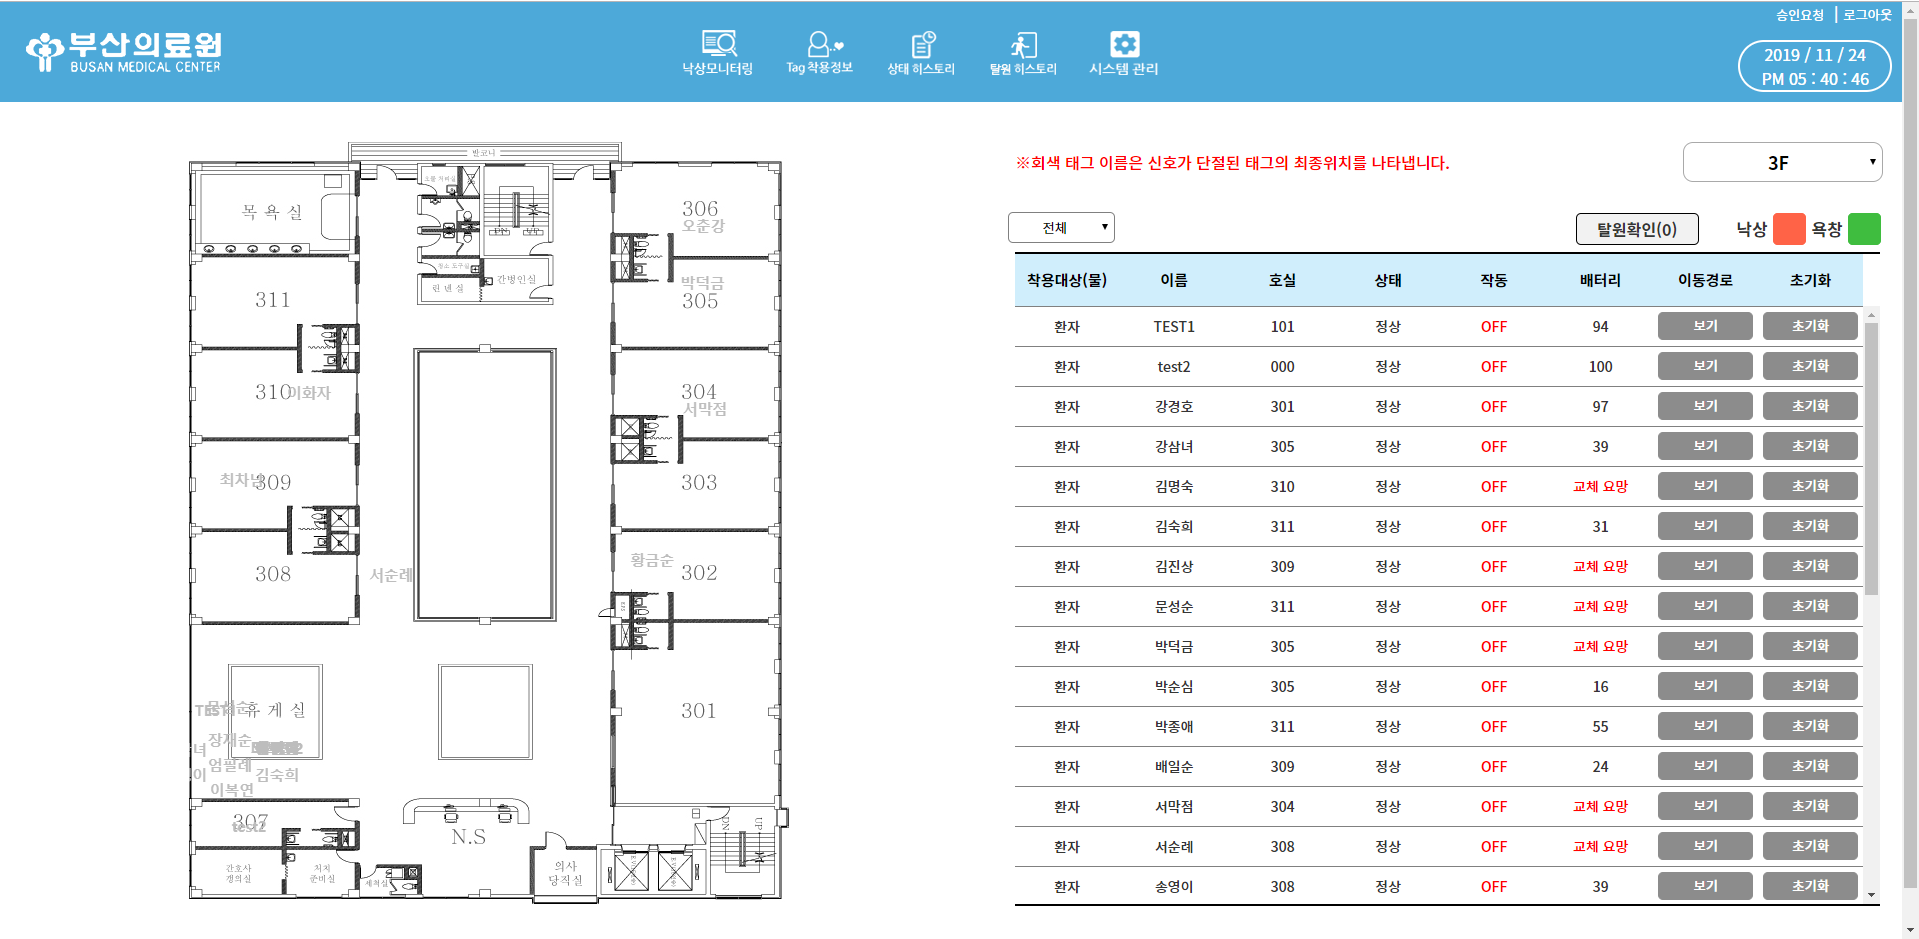 승인요청 | 로그아웃
부산의료원
BUSAN MEDICAL CENTER
낙상모니터링
Tag 착용정보
상태 히스토리
탈원 히스토리
시스템 관리
2019 / 11 / 24
PM 05 : 40 : 46
발코니
목 욕 실
린 넨 실
간병인실
306
오춘강
박덕금
305
311
310
이화자
304
서막점
309
303
308
서순례
황금순
302
301
휴 게 실
장재순
엄필례
김숙희
이복연
307
test2
N.S
간호사
갱의실
처치
준비실
세척실
의사
당직실
DN
UP
※회색 태그 이름은 신호가 단절된 태그의 최종위치를 나타냅니다.
3F
전체
탈원확인(0)
낙상
욕창
착용대상(물) 이름 호실 상태 작동 배터리 이동경로 초기화
환자 TEST1 101 정상 OFF 94 보기 초기화
환자 test2 000 정상 OFF 100 보기 초기화
환자 강경호 301 정상 OFF 97 보기 초기화
환자 강삼녀 305 정상 OFF 39 보기 초기화
환자 김명숙 310 정상 OFF 교체 요망 보기 초기화
환자 김숙희 311 정상 OFF 31 보기 초기화
환자 김진상 309 정상 OFF 교체 요망 보기 초기화
환자 문성순 311 정상 OFF 교체 요망 보기 초기화
환자 박덕금 305 정상 OFF 교체 요망 보기 초기화
환자 박순심 305 정상 OFF 16 보기 초기화
환자 박종애 311 정상 OFF 55 보기 초기화
환자 배일순 309 정상 OFF 24 보기 초기화
환자 서막점 304 정상 OFF 교체 요망 보기 초기화
환자 서순례 308 정상 OFF 교체 요망 보기 초기화
환자 송영이 308 정상 OFF 39 보기 초기화